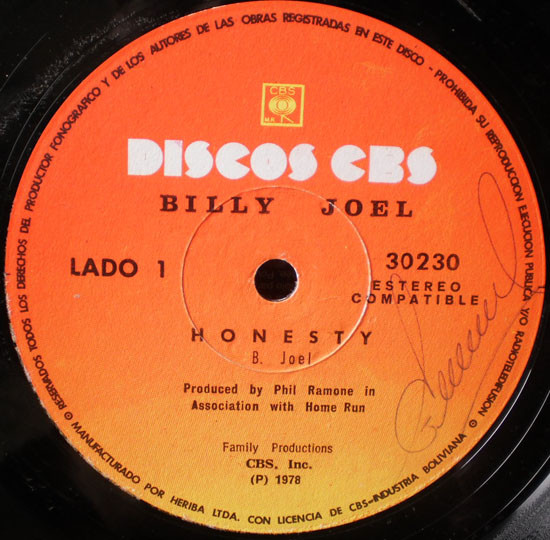 RESERVADOS TODOS LOS DERECHOS DEL PRODUCTOR FONOGRAFICO Y DE LOS AUTORES DE LAS OBRAS REGISTRADAS EN ESTE DISCO - PROHIBIDA SU REPRODUCCION EJECUCION PUBLICA Y/O RADIOTELEDIFUSION
CBS
M.R.
DISCOS CBS
BILLY JOEL
LADO 1
30230
ESTEREO
COMPATIBLE
HONESTY
B. Joel
Produced by Phil Ramone in
Association with Home Run
Family Productions
CBS, Inc.
(P) 1978
MANUFACTURADO POR HERIBA LTDA. CON LICENCIA DE CBS-INDUSTRIA BOLIVIANA